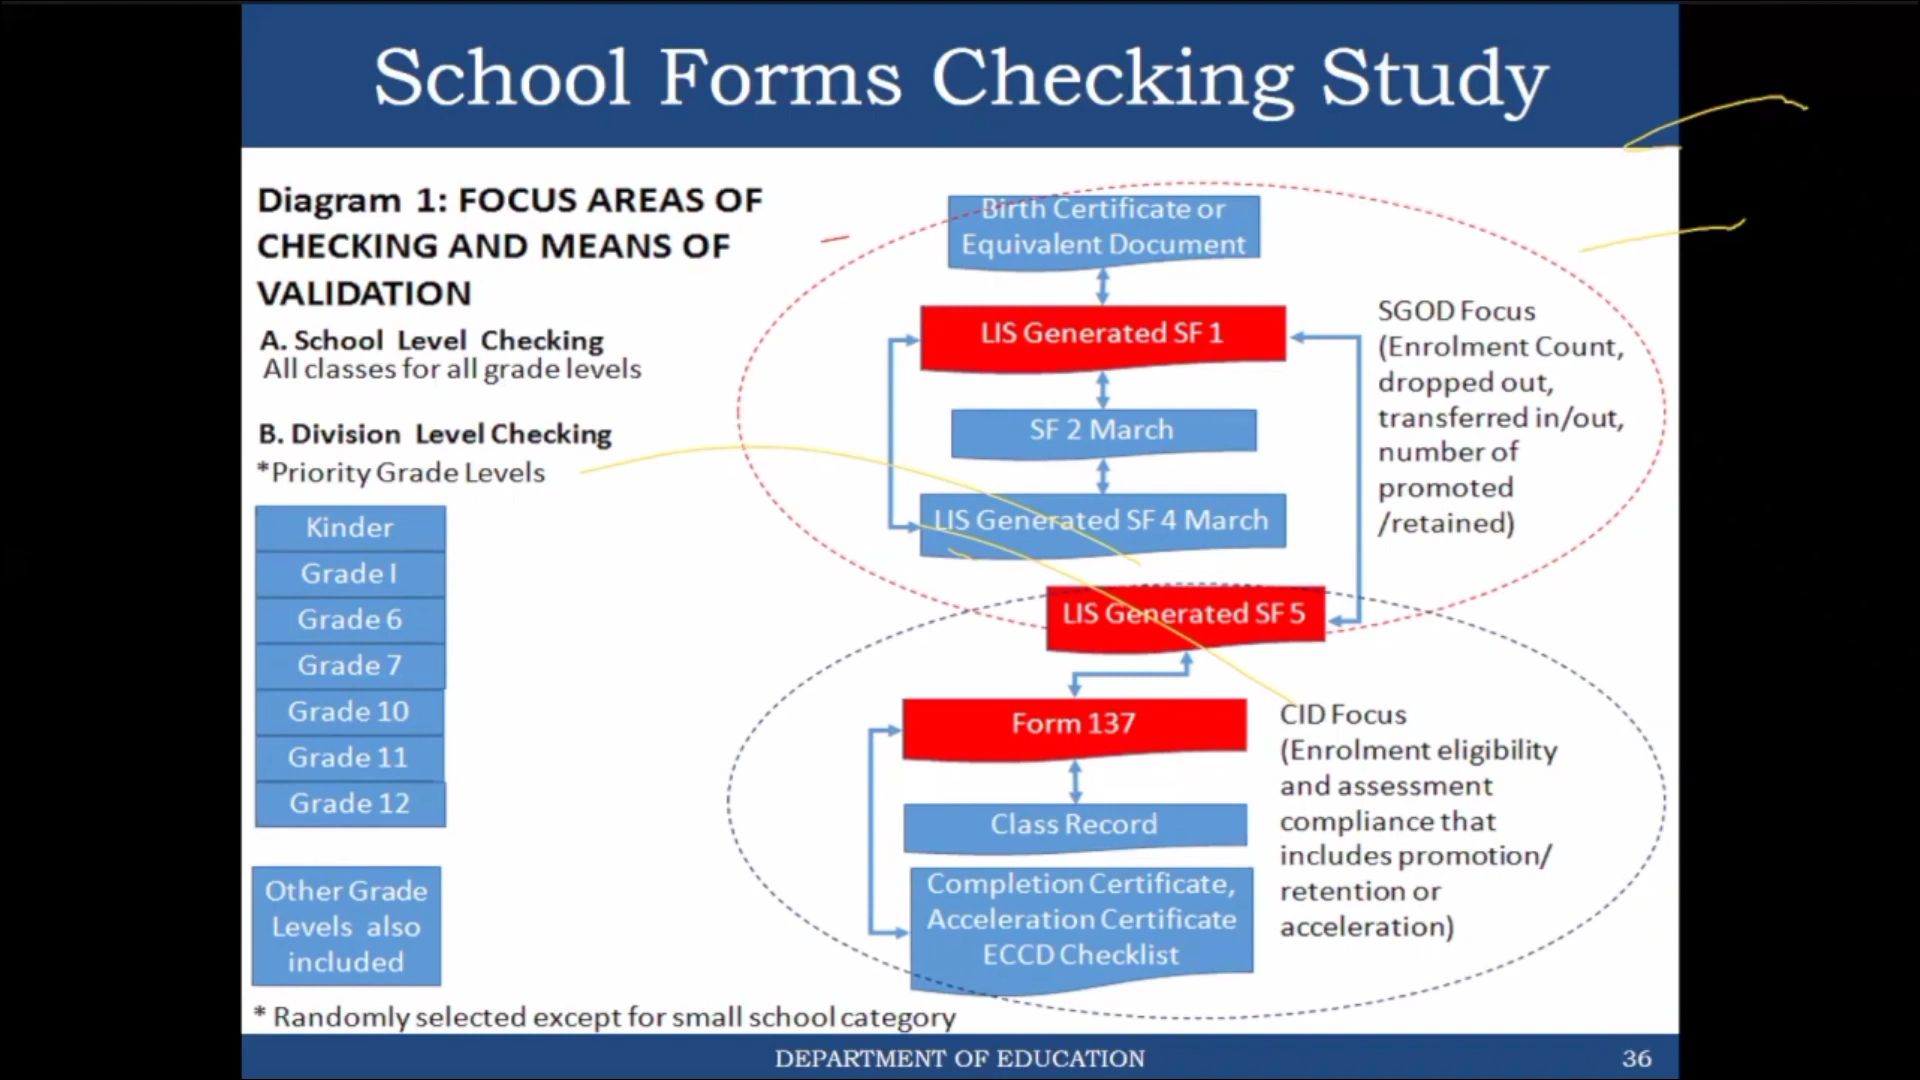 School Forms Checking Study
Diagram 1: FOCUS AREAS OF
CHECKING AND MEANS OF
VALIDATION
A. School Level Checking
All classes for all grade levels
B. Division Level Checking
*Priority Grade Levels
Kinder
Grade I
Grade 6
Grade 7
Grade 10
Grade 11
Grade 12
Other Grade
Levels also
included
* Randomly selected except for small school category
Birth Certificate or
Equivalent Document
LIS Generated SF 1
SF 2 March
LIS Generated SF 4 March
LIS Generated SF 5
SGOD Focus
(Enrolment Count,
dropped out,
transferred in/out,
number of
promoted
/retained)
Form 137
Class Record
Completion Certificate,
Acceleration Certificate
ECCD Checklist
CID Focus
(Enrolment eligibility
and assessment
compliance that
includes promotion/
retention or
acceleration)
DEPARTMENT OF EDUCATION
36